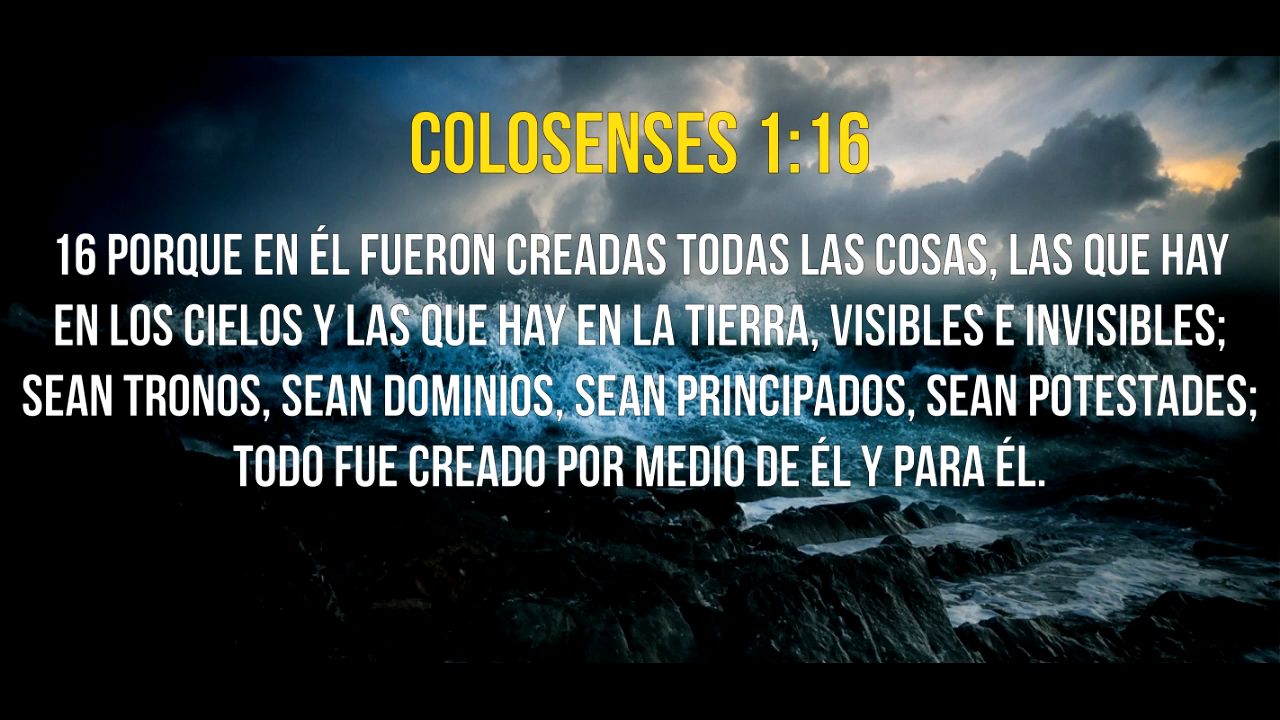 COLOSENSES 1:16
16 PORQUE EN ÉL FUERON CREADAS TODAS LAS COSAS, LAS QUE HAY
EN LOS CIELOS Y LAS QUE HAY EN LA TIERRA, VISIBLES E INVISIBLES;
SEAN TRONOS, SEAN DOMINIOS, SEAN PRINCIPADOS, SEAN POTESTADES;
TODO FUE CREADO POR MEDIO DE ÉL Y PARA ÉL.